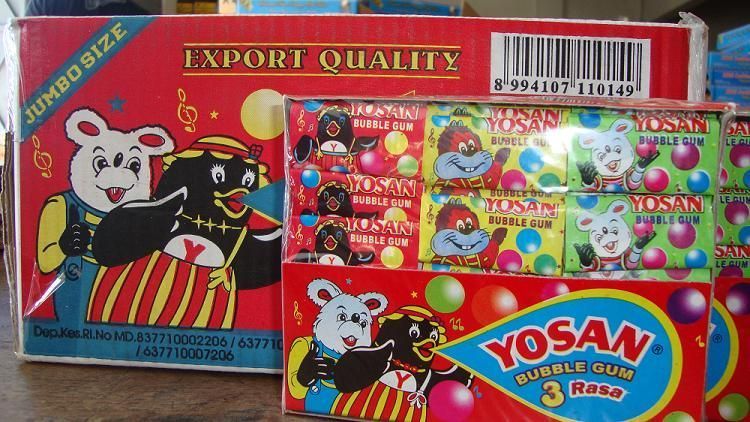 JUMBO SIZE
EXPORT QUALITY
8 994107 110149
Y
Dep.Kes.RI.No MD.837710002206 / 637710
/ 637710007206
YOSAN
BUBBLE GUM
YOSAN
YOSAN
BUBBLE GUM
YOSAN
BUBBLE GUM
YOSAN
BUBBLE GUM
BUBBLE GUM
YOSAN
BUBBLE GUM
YOSAN
BUBBLE GUM
Y
YOSAN®
BUBBLE GUM
3 Rasa